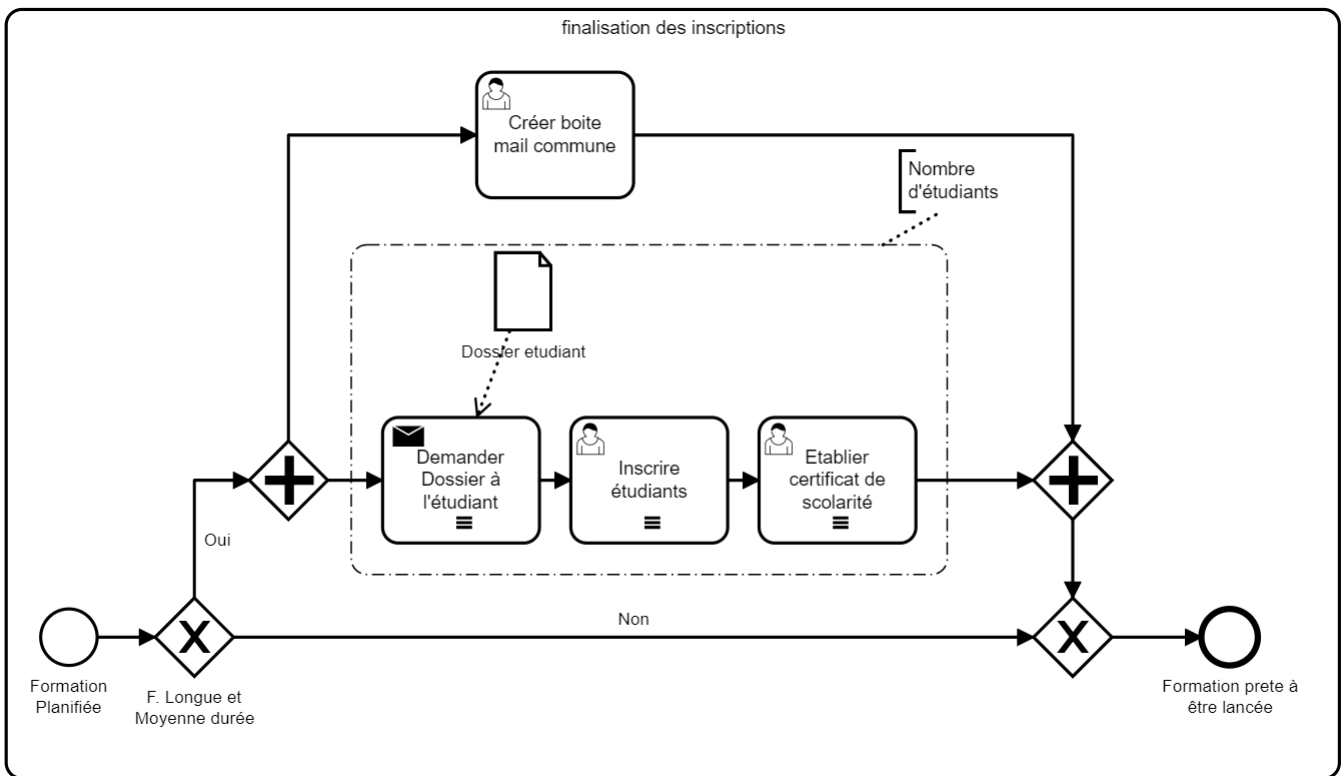 finalisation des inscriptions
Créer boite
mail commune
Nombre
d'étudiants
Dossier etudiant
Demander
Dossier à
l'étudiant
Inscrire
étudiants
Etablier
certificat de
scolarité
Oui
Non
Formation
Planifiée
F. Longue et
Moyenne durée
Formation prete à
être lancée